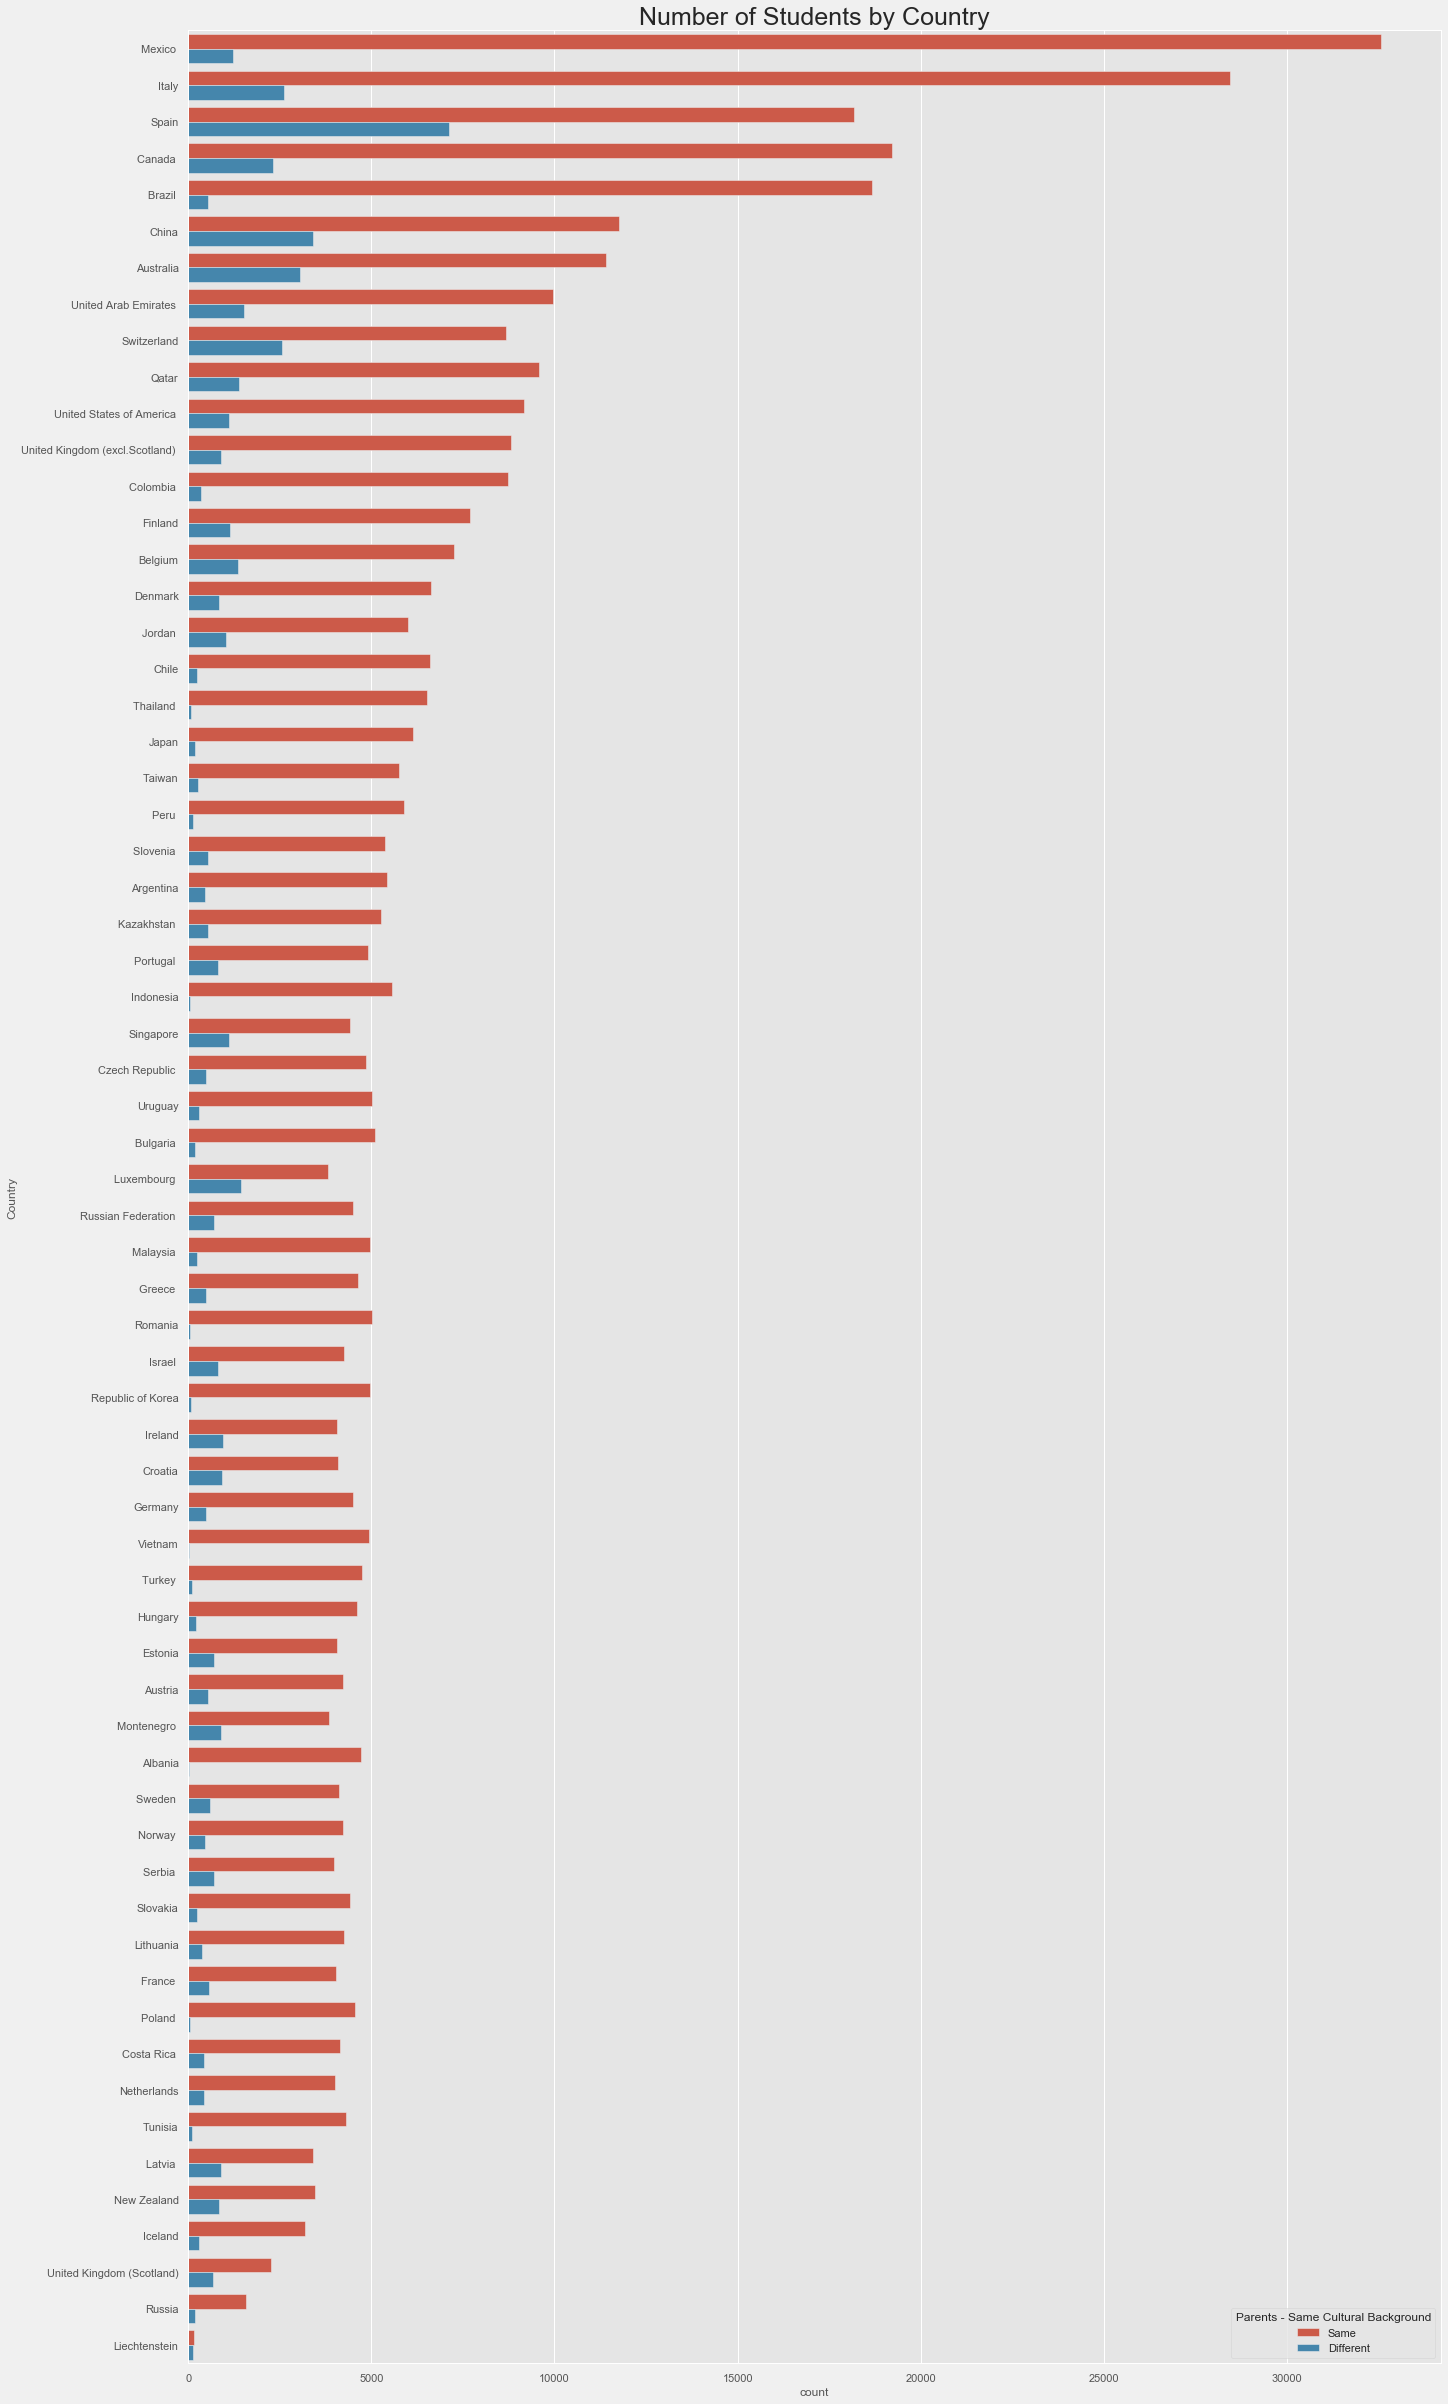 Number of Students by Country
Mexico
Italy
Spain
Canada
Brazil
China
Australia
United Arab Emirates
Switzerland
Qatar
United States of America
United Kingdom (excl.Scotland)
Colombia
Finland
Belgium
Denmark
Jordan
Chile
Thailand
Japan
Taiwan
Peru
Slovenia
Argentina
Kazakhstan
Portugal
Indonesia
Singapore
Czech Republic
Uruguay
Bulgaria
Luxembourg
Russian Federation
Malaysia
Greece
Romania
Israel
Republic of Korea
Ireland
Croatia
Germany
Vietnam
Turkey
Hungary
Estonia
Austria
Montenegro
Albania
Sweden
Norway
Serbia
Slovakia
Lithuania
France
Poland
Costa Rica
Netherlands
Tunisia
Latvia
New Zealand
Iceland
United Kingdom (Scotland)
Russia
Liechtenstein
Country
Parents - Same Cultural Background
Same
Different
0 5000 10000 15000 20000 25000 30000
count